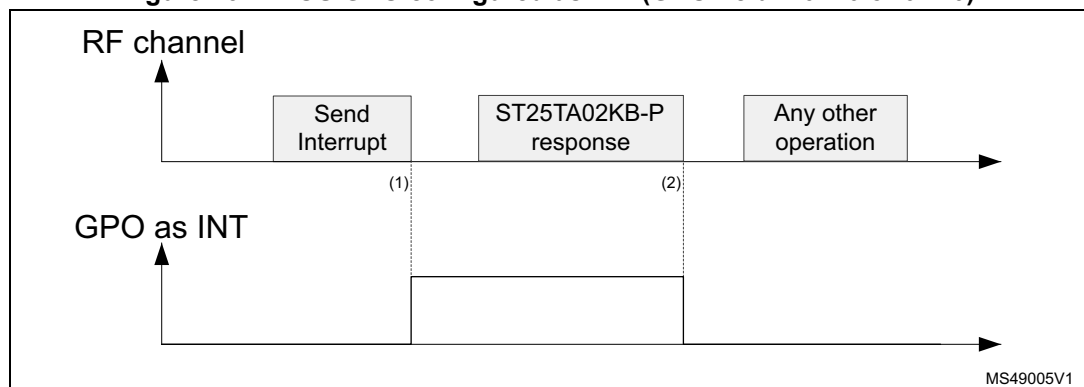 RF channel
Send
Interrupt
ST25TA02KB-P
response
Any other
operation
(1)
(2)
GPO as INT
MS49005V1